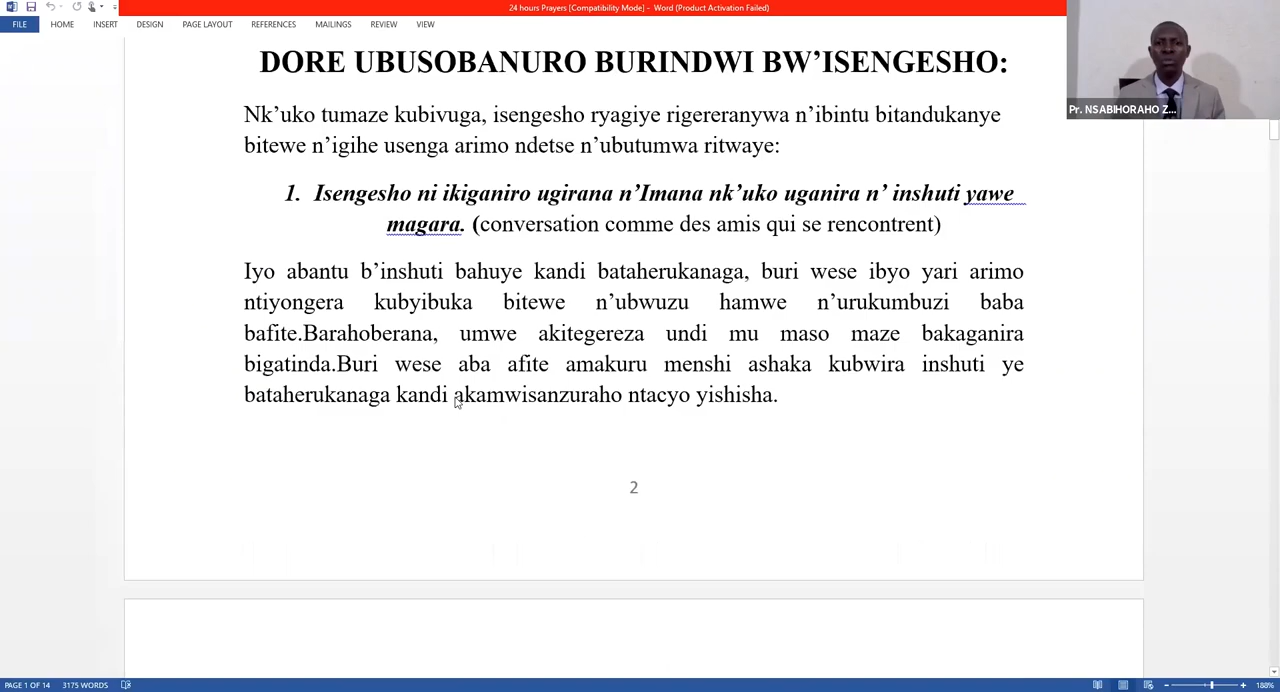 24 hours Prayers [Compatibility Mode] - Word (Product Activation Failed)
FILE HOME INSERT DESIGN PAGE LAYOUT REFERENCES MAILINGS REVIEW VIEW
Pr. NSABIHORAHO Z...
DORE UBUSOBANURO BURINDWI BW’ISENGESHO:
Nk’uko tumaze kubivuga, isengesho ryagiye rigereranywa n’ibintu bitandukanye
bitewe n’igihe usenga arimo ndetse n’ubutumwa ritwaye:
1. Isengesho ni ikiganiro ugirana n’Imana nk’uko uganira n’ inshuti yawe
magara. (conversation comme des amis qui se rencontrent)
Iyo abantu b’inshuti bahuye kandi bataherukanaga, buri wese ibyo yari arimo
ntiyongera kubyibuka bitewe n’ubwuzu hamwe n’urukumbuzi baba
bafite.Barahoberana, umwe akitegereza undi mu maso maze bakaganira
bigatinda.Buri wese aba afite amakuru menshi ashaka kubwira inshuti ye
bataherukanaga kandi akamwisanzuraho ntacyo yishisha.
2
PAGE 1 OF 14 3175 WORDS
188%